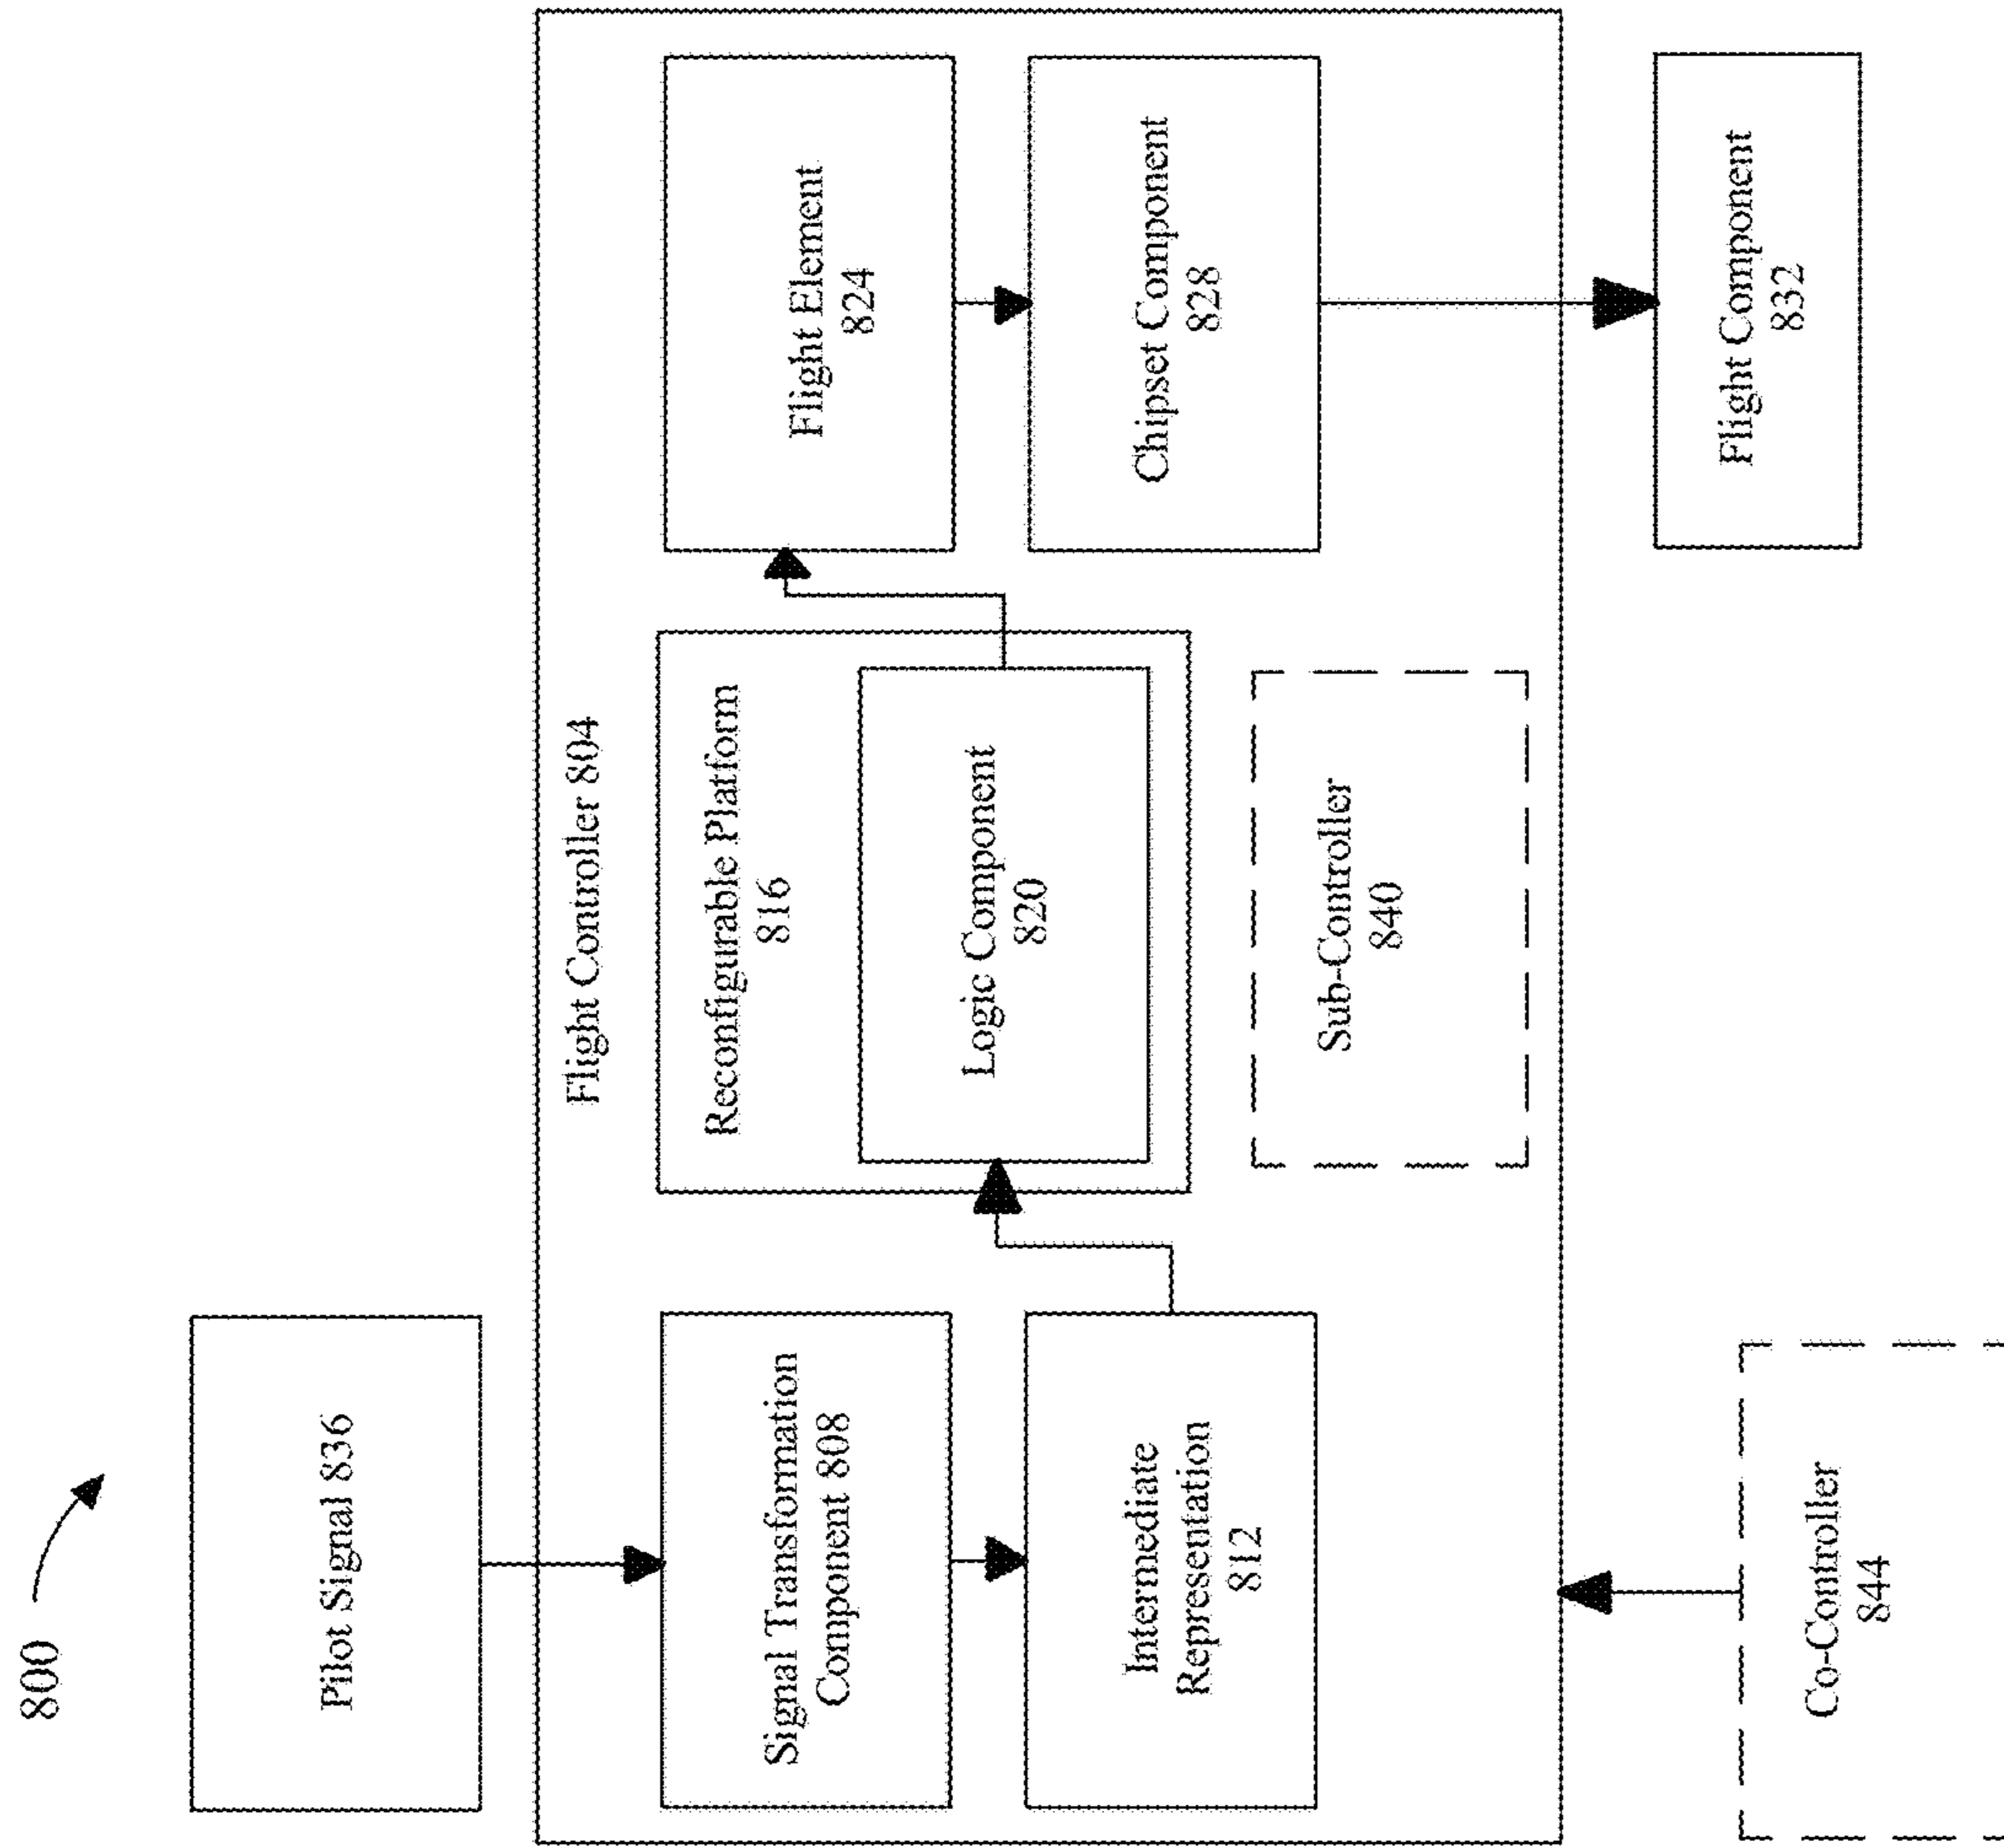 800
Pilot Signal 836
Flight Controller 804
Signal Transformation
Component 808
Intermediate
Representation
812
Reconfigurable Platform
816
Logic Component
820
Sub-Controller
840
Flight Element
824
Chipset Component
828
Co-Controller
844
Flight Component
832